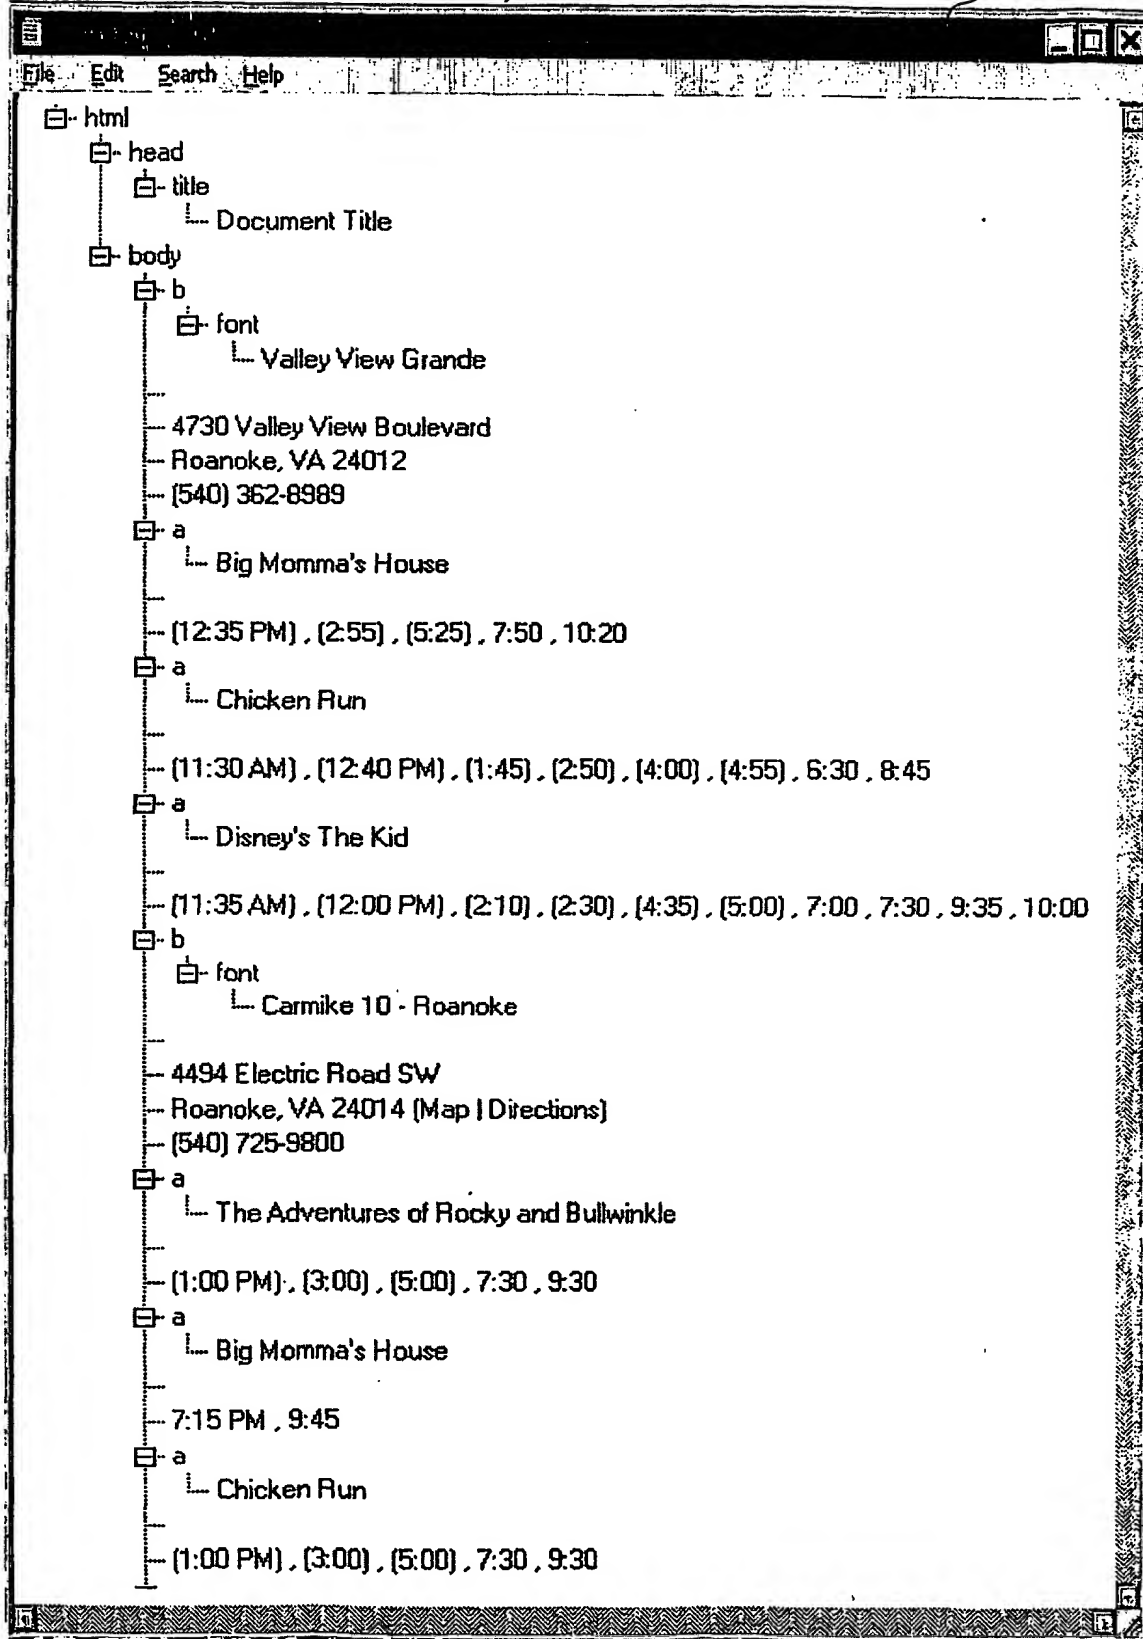 File Edit Search Help
html
head
title
Document Title
body
b
font
Valley View Grande
4730 Valley View Boulevard
Roanoke, VA 24012
(540) 362-8989
a
Big Momma's House
(12:35 PM) , (2:55) , (5:25) , 7:50 , 10:20
a
Chicken Run
(11:30 AM) , (12:40 PM) , (1:45) , (2:50) , (4:00) , (4:55) , 6:30 , 8:45
a
Disney's The Kid
(11:35 AM) , (12:00 PM) , (2:10) , (2:30) , (4:35) , (5:00) , 7:00 , 7:30 , 9:35 , 10:00
b
font
Carmike 10 - Roanoke
4494 Electric Road SW
Roanoke, VA 24014 (Map | Directions)
(540) 725-9800
a
The Adventures of Rocky and Bullwinkle
(1:00 PM) , (3:00) , (5:00) , 7:30 , 9:30
a
Big Momma's House
7:15 PM , 9:45
a
Chicken Run
(1:00 PM) , (3:00) , (5:00) , 7:30 , 9:30